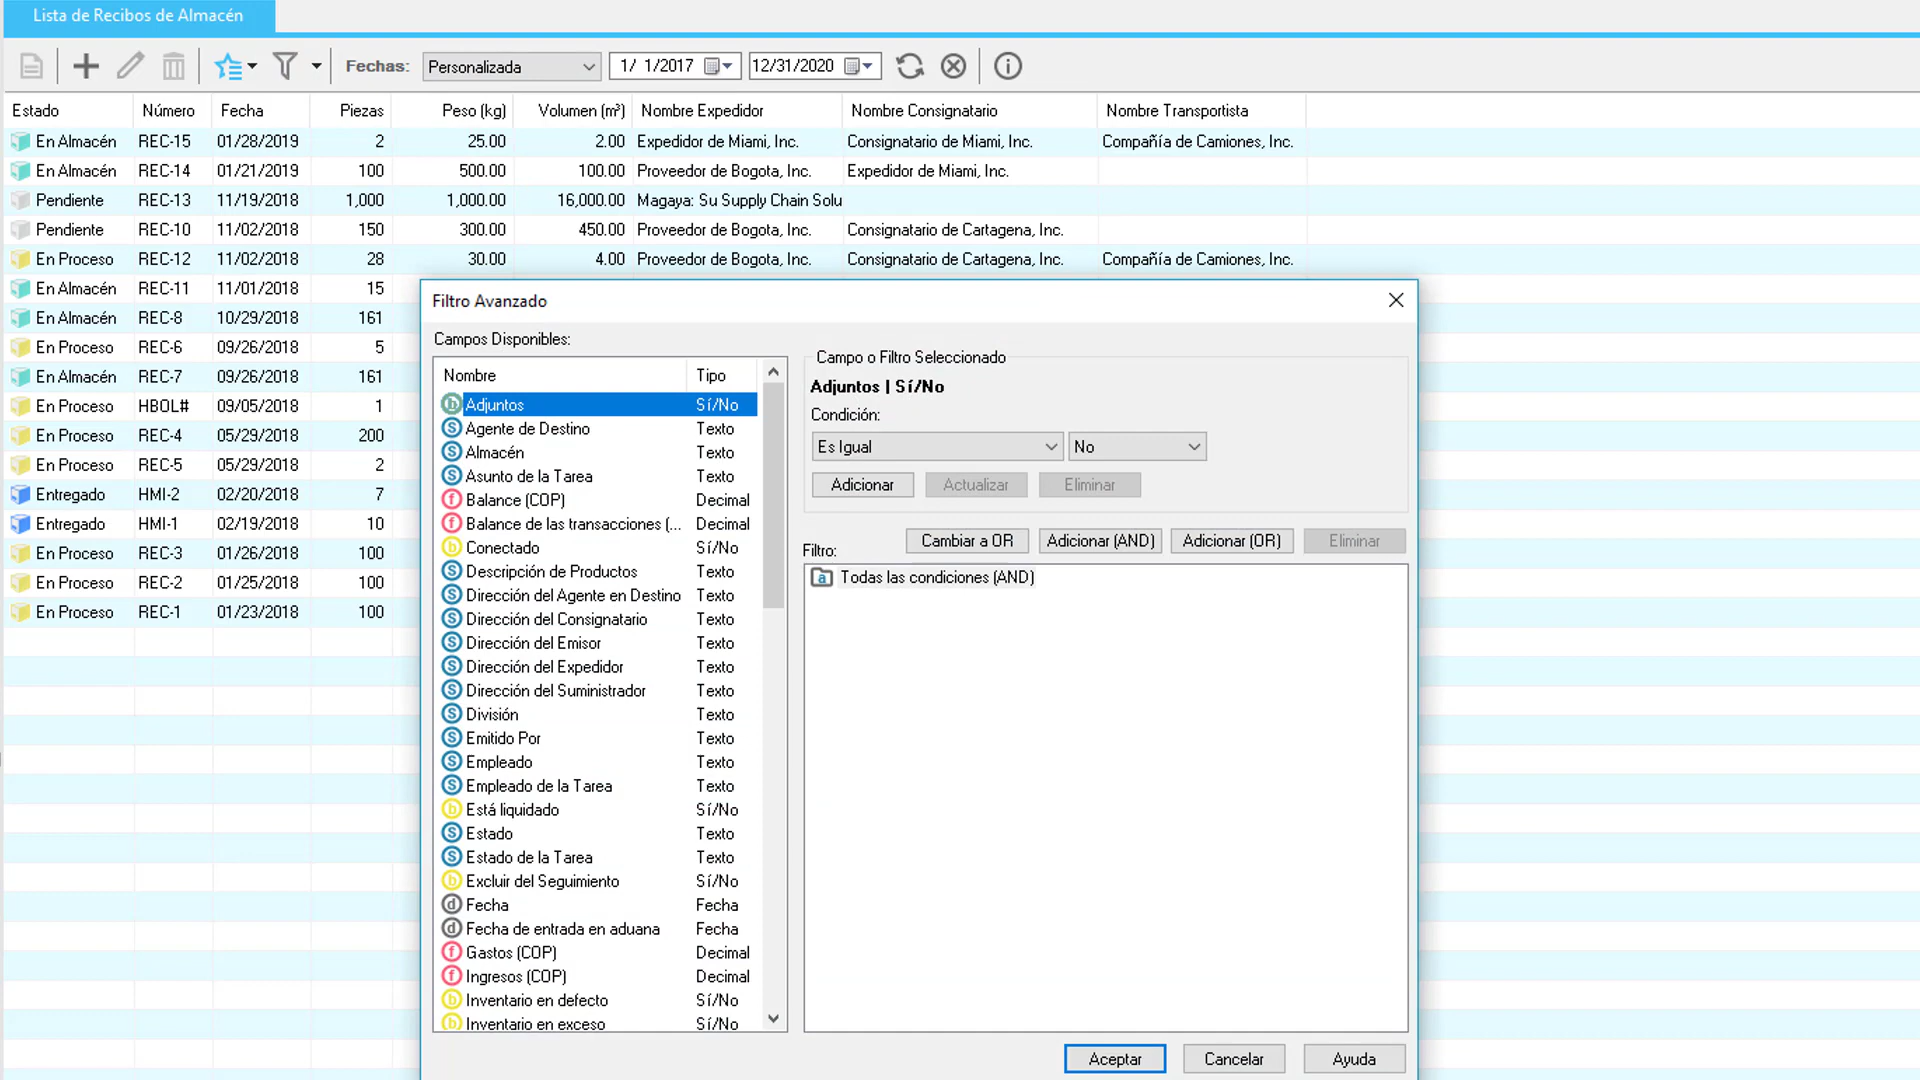 Lista de Recibos de Almacén
Fechas: Personalizada 1/ 1/2017 12/31/2020
Estado Número Fecha Piezas Peso (kg) Volumen (m³) Nombre Expedidor Nombre Consignatario Nombre Transportista
En Almacén REC-15 01/28/2019 2 25.00 2.00 Expedidor de Miami, Inc. Consignatario de Miami, Inc. Compañía de Camiones, Inc.
En Almacén REC-14 01/21/2019 100 500.00 100.00 Proveedor de Bogota, Inc. Expedidor de Miami, Inc.
Pendiente REC-13 11/19/2018 1,000 1,000.00 16,000.00 Magaya: Su Supply Chain Solu
Pendiente REC-10 11/02/2018 150 300.00 450.00 Proveedor de Bogota, Inc. Consignatario de Cartagena, Inc.
En Proceso REC-12 11/02/2018 28 30.00 4.00 Proveedor de Bogota, Inc. Consignatario de Cartagena, Inc. Compañía de Camiones, Inc.
En Almacén REC-11 11/01/2018 15
En Almacén REC-8 10/29/2018 161
En Proceso REC-6 09/26/2018 5
En Almacén REC-7 09/26/2018 161
En Proceso HBOL# 09/05/2018 1
En Proceso REC-4 05/29/2018 200
En Proceso REC-5 05/29/2018 2
Entregado HMI-2 02/20/2018 7
Entregado HMI-1 02/19/2018 10
En Proceso REC-3 01/26/2018 100
En Proceso REC-2 01/25/2018 100
En Proceso REC-1 01/23/2018 100
Filtro Avanzado
Campos Disponibles:
Nombre Tipo
Adjuntos Sí/No
Agente de Destino Texto
Almacén Texto
Asunto de la Tarea Texto
Balance (COP) Decimal
Balance de las transacciones (... Decimal
Conectado Sí/No
Descripción de Productos Texto
Dirección del Agente en Destino Texto
Dirección del Consignatario Texto
Dirección del Emisor Texto
Dirección del Expedidor Texto
Dirección del Suministrador Texto
División Texto
Emitido Por Texto
Empleado Texto
Empleado de la Tarea Texto
Está liquidado Sí/No
Estado Texto
Estado de la Tarea Texto
Excluir del Seguimiento Sí/No
Fecha Fecha
Fecha de entrada en aduana Fecha
Gastos (COP) Decimal
Ingresos (COP) Decimal
Inventario en defecto Sí/No
Inventario en exceso Sí/No
Campo o Filtro Seleccionado
Adjuntos | Sí/No
Condición:
Es Igual No
Adicionar Actualizar Eliminar
Filtro: Cambiar a OR Adicionar (AND) Adicionar (OR) Eliminar
Todas las condiciones (AND)
Aceptar Cancelar Ayuda